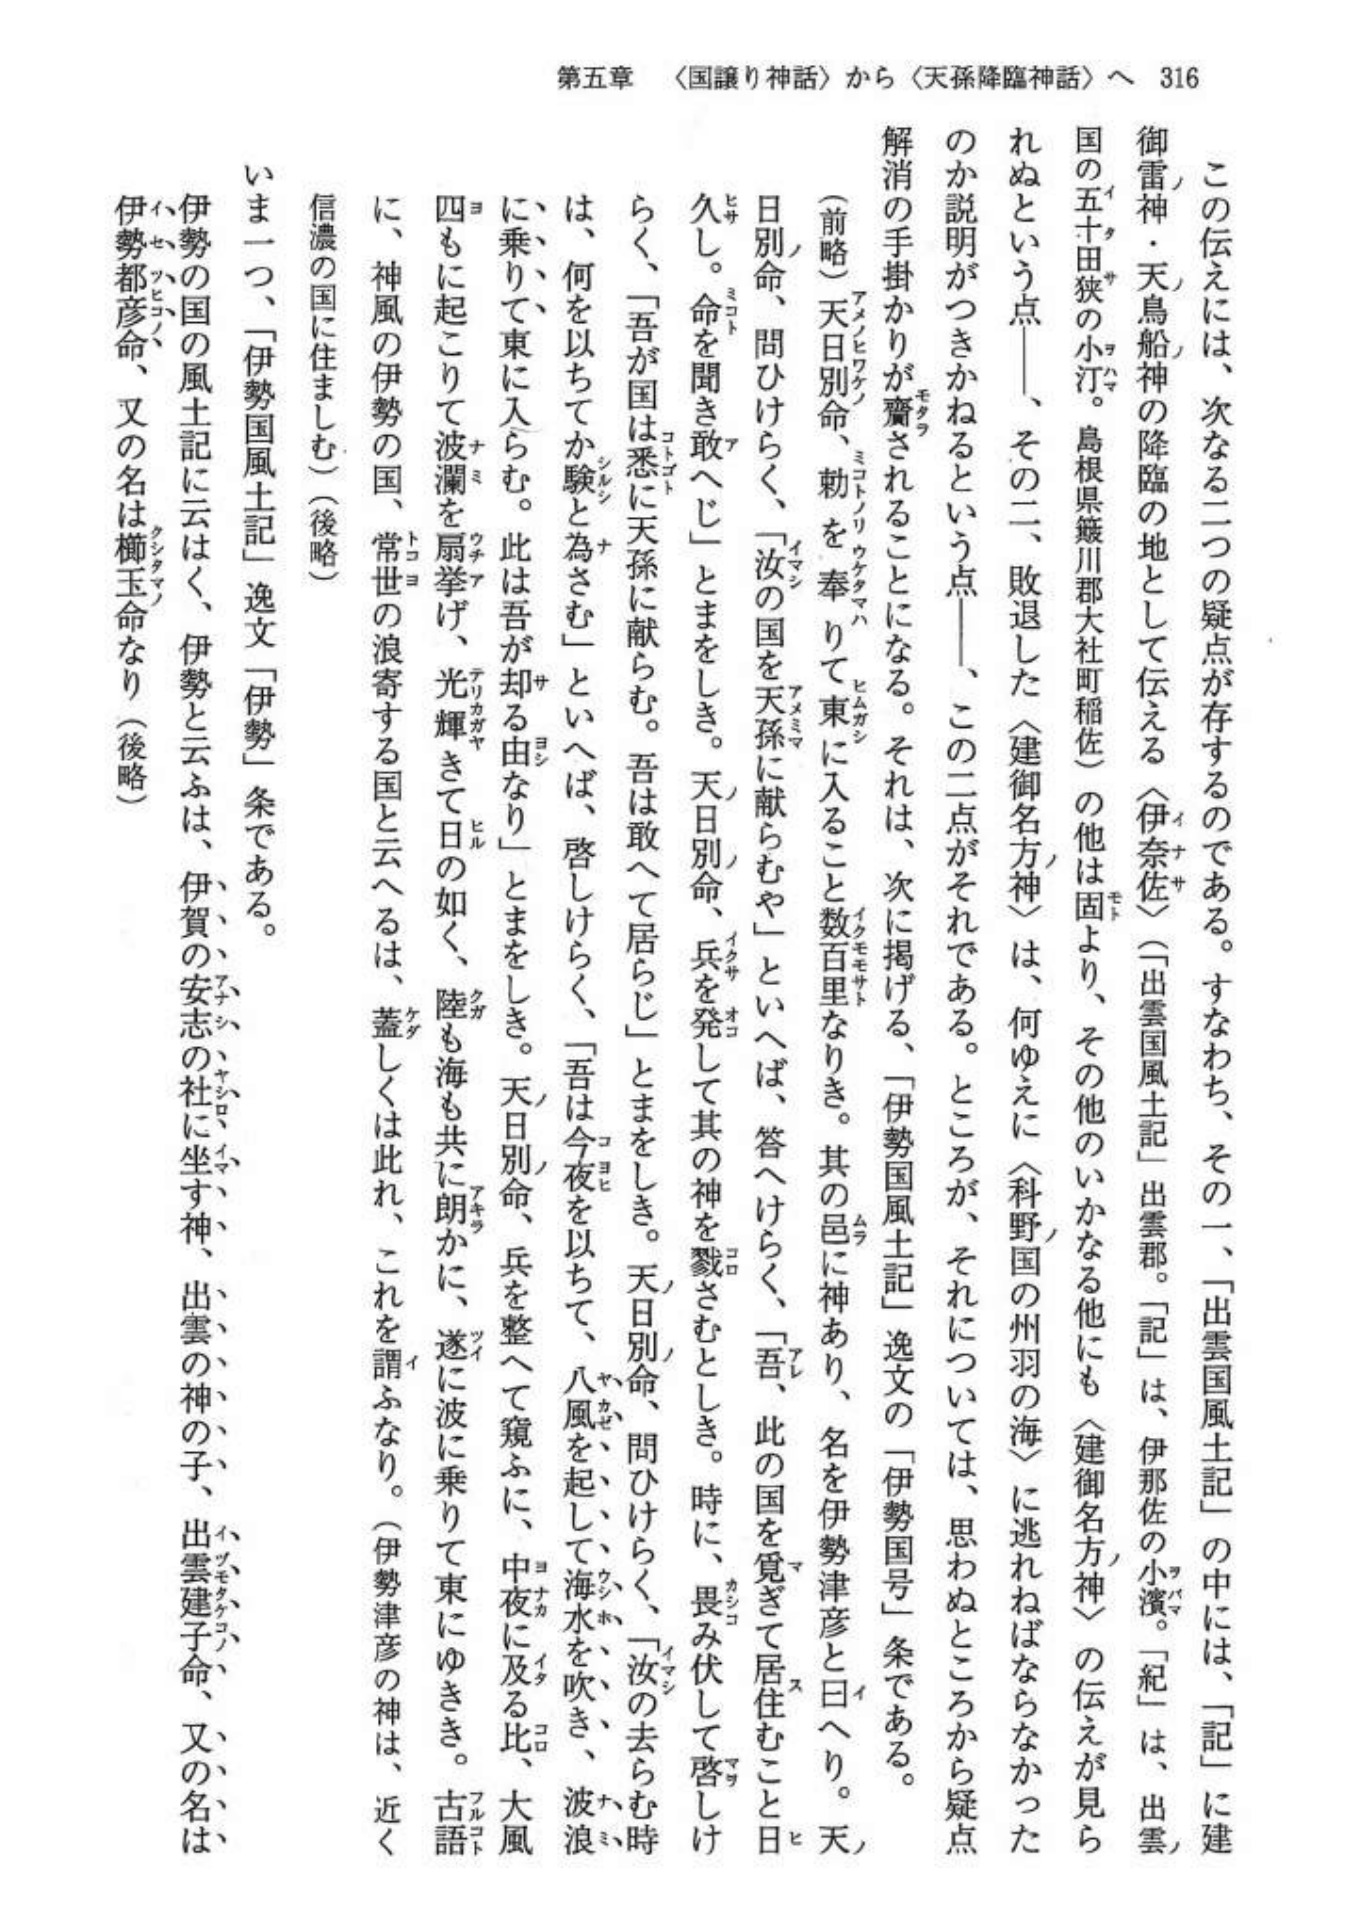 第五章　〈国譲り神話〉から〈天孫降臨神話〉へ　316
この伝えには、次なる二つの疑点が存するのである。すなわち、その一、「出雲国風土記」の中には、「記」に建
御雷ノ神・天ノ鳥船ノ神の降臨の地として伝える〈伊奈佐〉（「出雲国風土記」出雲郡。「記」は、伊那佐の小濱。「紀」は、出雲ノ
国の五十田狭の小汀。島根県簸川郡大社町稲佐）の他は固より、その他のいかなる他にも〈建御名方ノ神〉の伝えが見ら
れぬという点――、その二、敗退した〈建御名方ノ神〉は、何ゆえに〈科野ノ国の州羽の海〉に逃れねばならなかった
のか説明がつきかねるという点――、この二点がそれである。ところが、それについては、思わぬところから疑点
解消の手掛かりが齎されることになる。それは、次に掲げる、「伊勢国風土記」逸文の「伊勢国号」条である。
（前略）天日別命、勅を奉りて東に入ること数百里なりき。其の邑に神あり、名を伊勢津彦と曰へり。天ノ
日別ノ命、問ひけらく、「汝の国を天孫に献らむや」といへば、答へけらく、「吾、此の国を覓ぎて居住むこと日
久し。命を聞き敢へじ」とまをしき。天ノ日別ノ命、兵を発して其の神を戮さむとしき。時に、畏み伏して啓しけ
らく、「吾が国は悉に天孫に献らむ。吾は敢へて居らじ」とまをしき。天ノ日別ノ命、問ひけらく、「汝の去らむ時
は、何を以ちてか験と為さむ」といへば、啓しけらく、「吾は今夜を以ちて、八風を起して海水を吹き、波浪
に乗りて東に入らむ。此は吾が却る由なり」とまをしき。天ノ日別ノ命、兵を整へて窺ふに、中夜に及る比、大風
四もに起こりて波瀾を扇挙げ、光輝きて日の如く、陸も海も共に朗かに、遂に波に乗りて東にゆきき。古語
に、神風の伊勢の国、常世の浪寄する国と云へるは、蓋しくは此れ、これを謂ふなり。（伊勢津彦の神は、近く
信濃の国に住ましむ）（後略）
いま一つ、「伊勢国風土記」逸文「伊勢」条である。
伊勢の国の風土記に云はく、伊勢と云ふは、伊賀の安志の社に坐す神、出雲の神の子、出雲建子命、又の名は
伊勢都彦命、又の名は櫛玉命なり（後略）